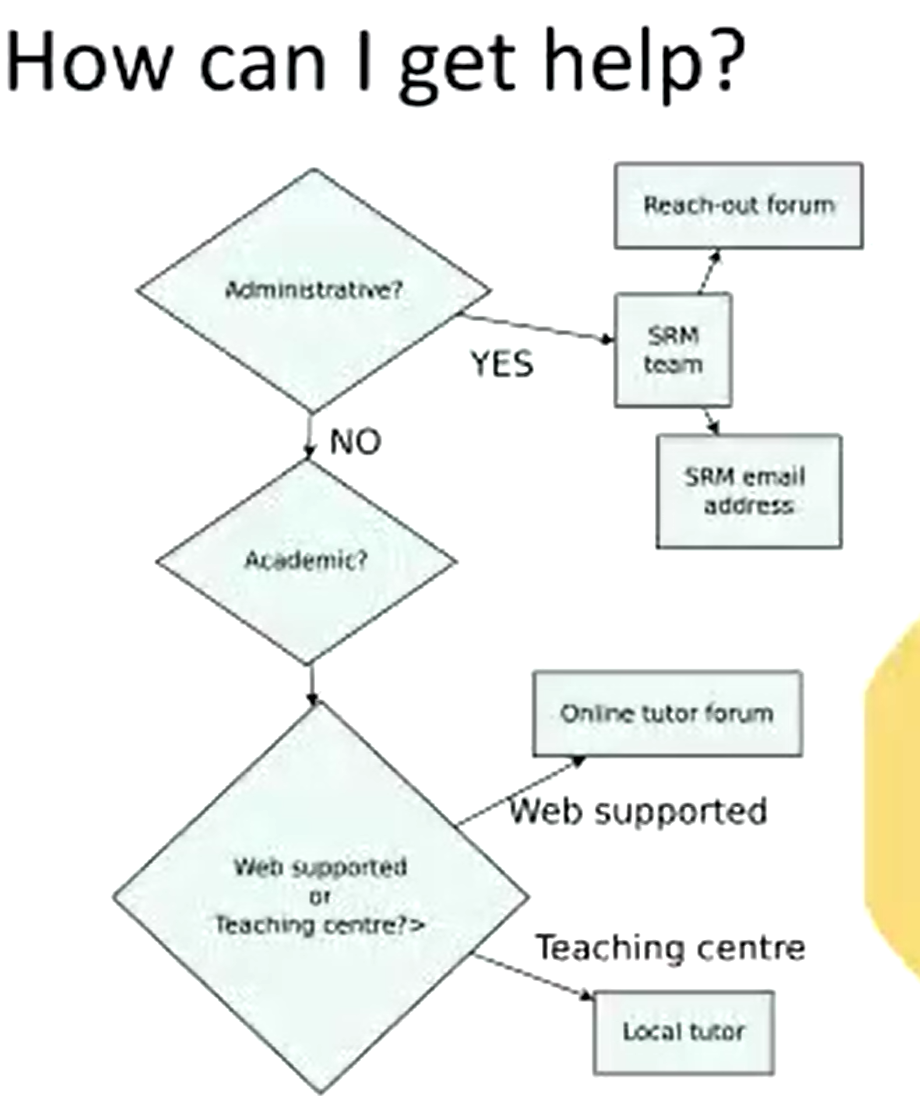 How can I get help?
Reach-out forum
Administrative?
SRM
team
YES
NO
SRM email
address
Academic?
Online tutor forum
Web supported
Web supported
or
Teaching centre?>
Teaching centre
Local tutor